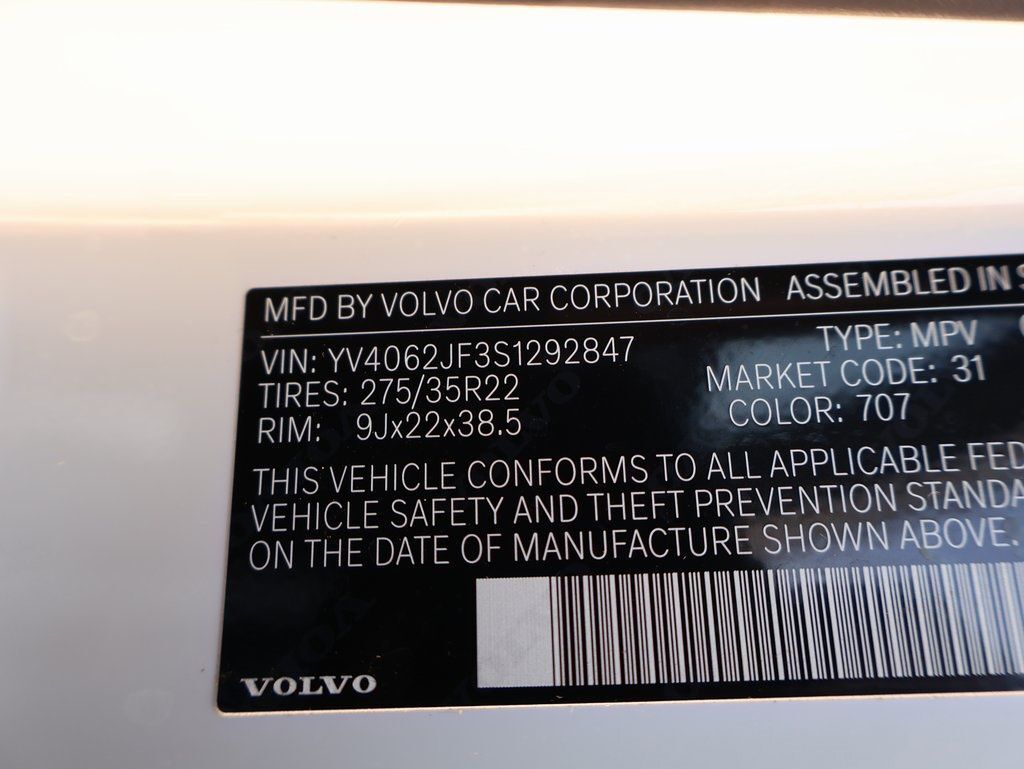 MFD BY VOLVO CAR CORPORATION ASSEMBLED IN S
VIN: YV4062JF3S1292847 TYPE: MPV
TIRES: 275/35R22 MARKET CODE: 31
RIM: 9Jx22x38.5 COLOR: 707
THIS VEHICLE CONFORMS TO ALL APPLICABLE FED
VEHICLE SAFETY AND THEFT PREVENTION STANDA
ON THE DATE OF MANUFACTURE SHOWN ABOVE.
VOLVO